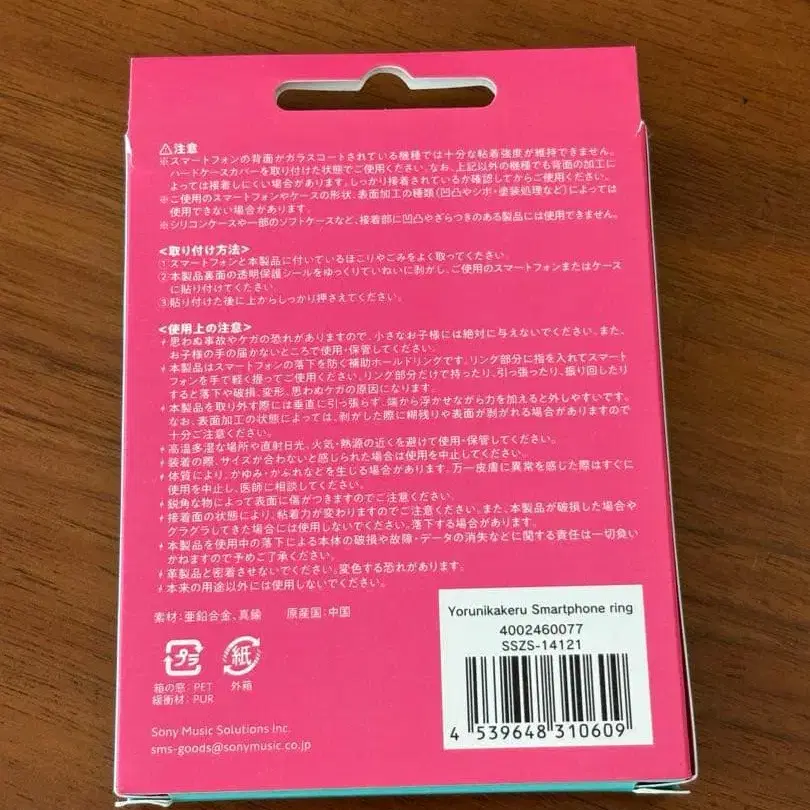 ⚠注意
※スマートフォンの背面がガラスコートされている機種では十分な粘着強度が維持できません。
ハードケースカバーを取り付けた状態でご使用ください。なお、上記以外の機種でも背面の加工に
よっては接着しにくい場合があります。しっかり接着されているか確認してからご使用ください。
※ご使用のスマートフォンやケースの形状、表面加工の種類(凹凸やシボ・塗装処理など)によっては
使用できない場合があります。
※シリコンケースや一部のソフトケースなど、接着部に凹凸やざらつきのある製品には使用できません。
<取り付け方法>
①スマートフォンと本製品に付いているほこりやごみをよく取ってください。
②本製品裏面の透明保護シールをゆっくりていねいに剥がし、ご使用のスマートフォンまたはケース
に貼り付けてください。
③貼り付けた後に上からしっかり押さえてください。
<使用上の注意>
思わぬ事故やケガの恐れがありますので、小さなお子様には絶対に与えないでください。また、
お子様の手の届かないところで使用・保管してください。
本製品はスマートフォンの落下を防ぐ補助ホールドリングです。リング部分に指を入れてスマート
フォンを手で軽く握ってご使用ください。リング部分だけで持ったり、引っ張ったり、振り回したり
すると落下や破損、変形、思わぬケガの原因になります。
本製品を取り外す際には垂直に引っ張らず、端から浮かせながら力を加えると外しやすいです。
なお、表面加工の状態によっては、剥がした際に糊残りや表面が剥がれる場合がありますので
十分ご注意ください。
高温多湿な場所や直射日光、火気・熱源の近くを避けて使用・保管してください。
装着の際、サイズが合わないと感じられた場合は使用を中止してください。
体質により、かゆみ・かぶれなどを生じる場合があります。万一皮膚に異常を感じた際はすぐに
使用を中止し、医師に相談してください。
鋭角な物によって表面に傷がつきますのでご注意ください。
接着面の状態により、粘着力が変わりますのでご注意ください。また、本製品が破損した場合や
グラグラしてきた場合には使用しないでください。落下する場合があります。
本製品を使用中の落下による本体の破損や故障・データの消失などに関する責任は一切負い
かねますので予めご了承ください。
革製品と密着させないでください。変色する恐れがあります。
本来の用途以外には使用しないでください。
素材:亜鉛合金、真鍮 原産国:中国
プラ 紙
箱の窓:PET 外箱
緩衝材:PUR
Sony Music Solutions Inc.
sms-goods@sonymusic.co.jp
Yorunikakeru Smartphone ring
4002460077
SSZS-14121
4 539648 310609